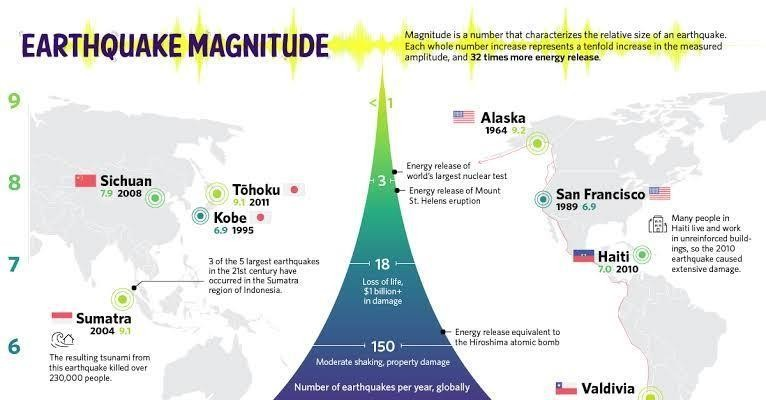 EARTHQUAKE MAGNITUDE
Magnitude is a number that characterizes the relative size of an earthquake.
Each whole number increase represents a tenfold increase in the measured
amplitude, and 32 times more energy release.
9
8
7
6
< 1
3
18
Loss of life,
$1 billion+
in damage
150
Moderate shaking, property damage
Number of earthquakes per year, globally
Energy release of
world's largest nuclear test
Energy release of Mount
St. Helens eruption
Energy release equivalent to
the Hiroshima atomic bomb
Sichuan
7.9 2008
Tōhoku
9.1 2011
Kobe
6.9 1995
3 of the 5 largest earthquakes
in the 21st century have
occurred in the Sumatra
region of Indonesia.
Sumatra
2004 9.1
The resulting tsunami from
this earthquake killed over
230,000 people.
Alaska
1964 9.2
San Francisco
1989 6.9
Many people in
Haiti live and work
in unreinforced build-
ings, so the 2010
earthquake caused
extensive damage.
Haiti
7.0 2010
Valdivia